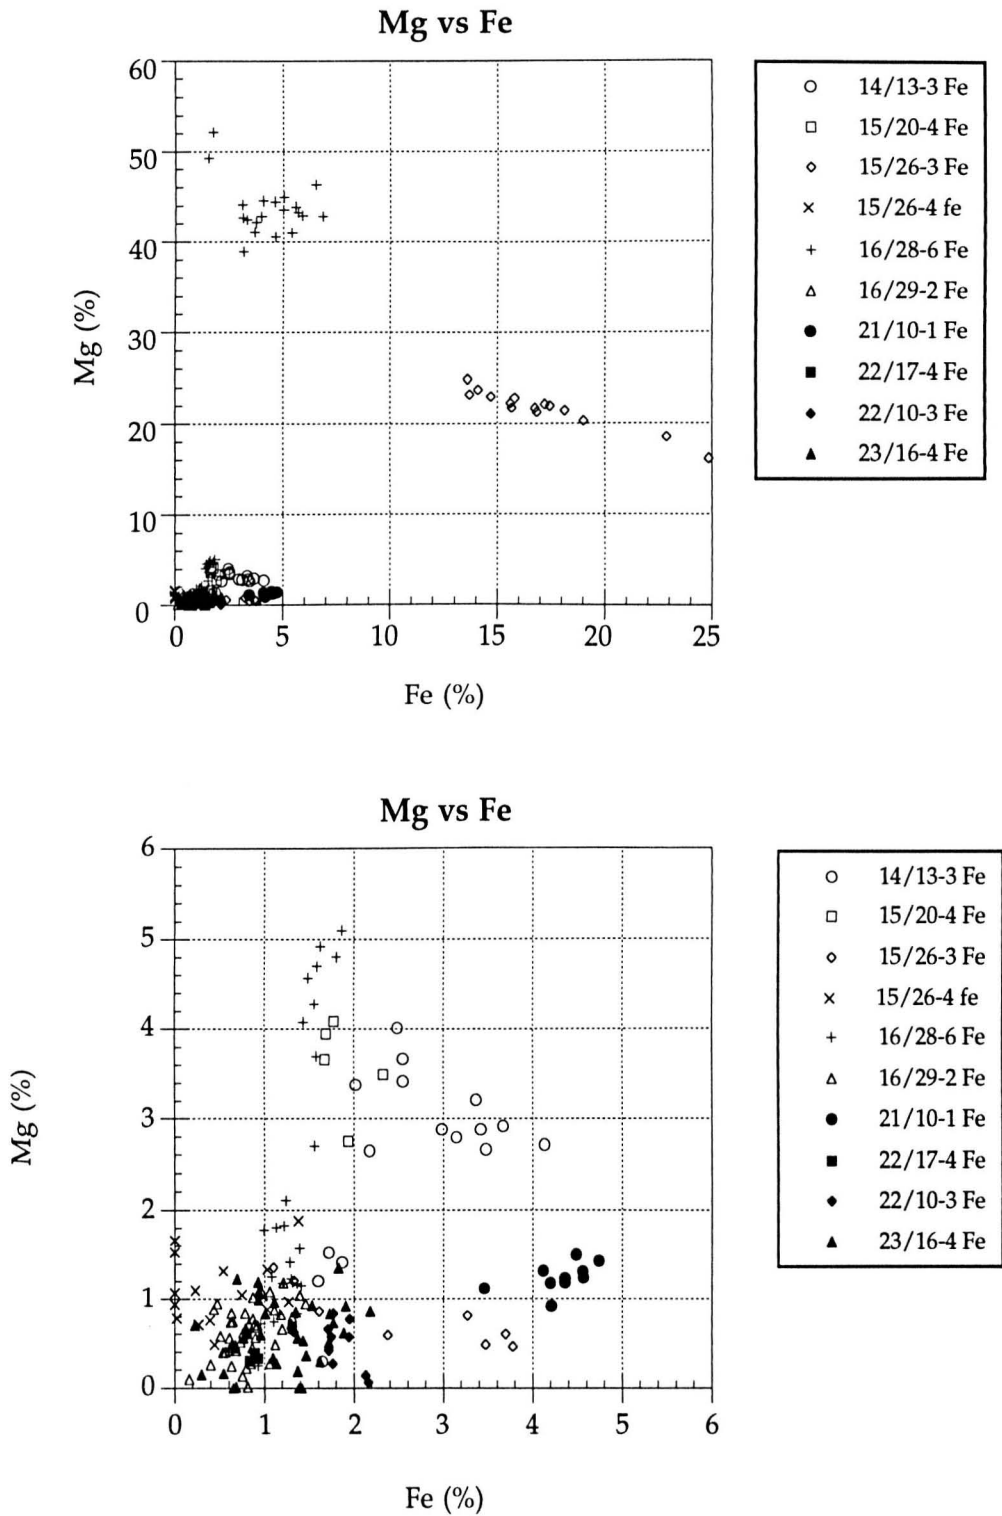 Mg vs Fe
60
50
40
30
20
10
0
Mg (%)
0 5 10 15 20 25
Fe (%)
14/13-3 Fe
15/20-4 Fe
15/26-3 Fe
15/26-4 fe
16/28-6 Fe
16/29-2 Fe
21/10-1 Fe
22/17-4 Fe
22/10-3 Fe
23/16-4 Fe
Mg vs Fe
6
5
4
3
2
1
0
Mg (%)
0 1 2 3 4 5 6
Fe (%)
14/13-3 Fe
15/20-4 Fe
15/26-3 Fe
15/26-4 fe
16/28-6 Fe
16/29-2 Fe
21/10-1 Fe
22/17-4 Fe
22/10-3 Fe
23/16-4 Fe